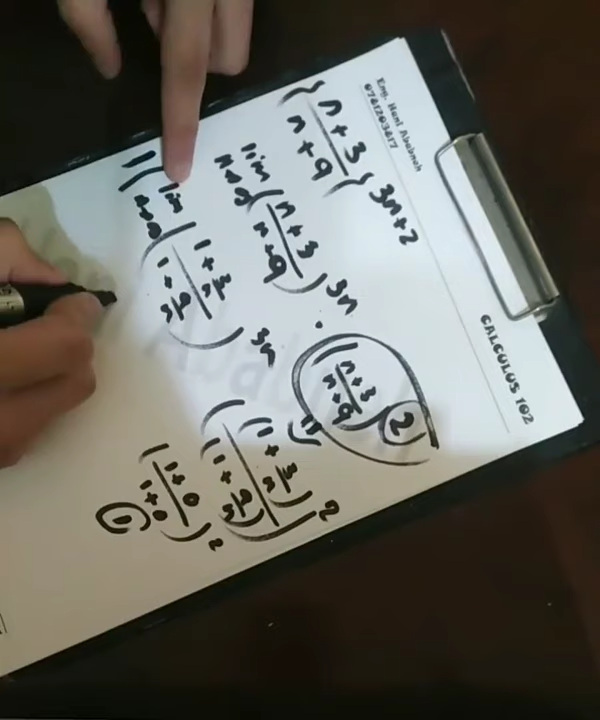 Eng. Hani Ababneh
CALCULUS 102
{ n+3 / n+9 } 3n+2
lim n→∞ ( n+3 / n+9 ) 3n . ( n+3 / n+9 ) 2
lim n→∞ ( 1 + 3/n / 1 + 9/n ) 3n
= ( (1 + 3/n) / (1 + 9/n) ) 2
( 1+0 / 1+0 ) 2
1